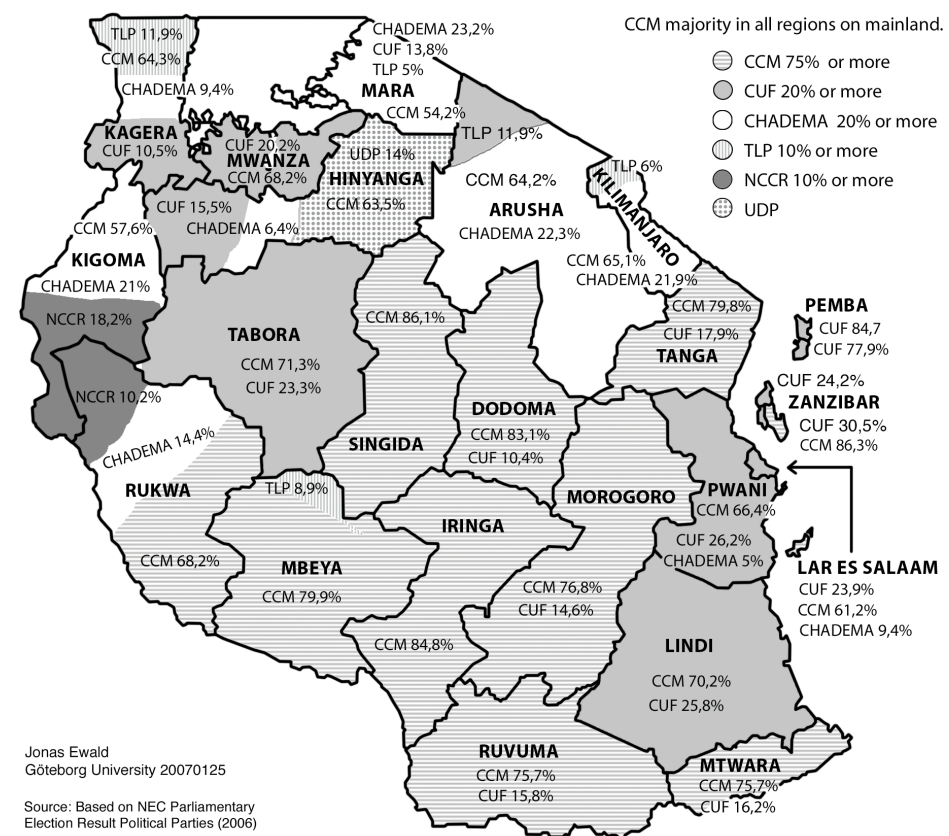 CCM majority in all regions on mainland.
CCM 75% or more
CUF 20% or more
CHADEMA 20% or more
TLP 10% or more
NCCR 10% or more
UDP
TLP 11,9%
CCM 64,3%
CHADEMA 9,4%
KAGERA
CUF 10,5%
CHADEMA 23,2%
CUF 13,8%
TLP 5%
MARA
CCM 54,2%
CUF 20,2%
MWANZA
CCM 68,2%
UDP 14%
HINYANGA
CCM 63,5%
TLP 11,9%
CCM 64,2%
ARUSHA
CHADEMA 22,3%
TLP 6%
KILIMANJARO
CCM 65,1%
CHADEMA 21,9%
CUF 15,5%
CHADEMA 6,4%
CCM 57,6%
KIGOMA
CHADEMA 21%
NCCR 18,2%
NCCR 10,2%
TABORA
CCM 71,3%
CUF 23,3%
CCM 86,1%
SINGIDA
CCM 79,8%
CUF 17,9%
TANGA
PEMBA
CUF 84,7
CUF 77,9%
CUF 24,2%
ZANZIBAR
CUF 30,5%
CCM 86,3%
DODOMA
CCM 83,1%
CUF 10,4%
CHADEMA 14,4%
RUKWA
CCM 68,2%
TLP 8,9%
MBEYA
CCM 79,9%
IRINGA
CCM 84,8%
MOROGORO
CCM 76,8%
CUF 14,6%
PWANI
CCM 66,4%
CUF 26,2%
CHADEMA 5%
LAR ES SALAAM
CUF 23,9%
CCM 61,2%
CHADEMA 9,4%
LINDI
CCM 70,2%
CUF 25,8%
RUVUMA
CCM 75,7%
CUF 15,8%
MTWARA
CCM 75,7%
CUF 16,2%
Jonas Ewald
Göteborg University 20070125
Source: Based on NEC Parliamentary
Election Result Political Parties (2006)